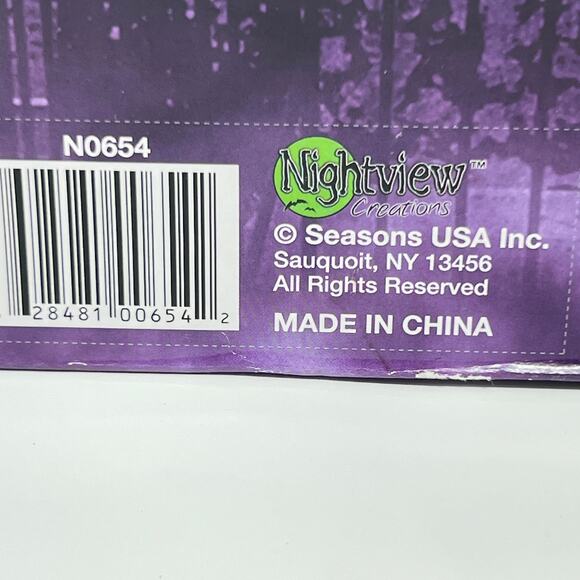 N0654
28481 00654 2
Nightview™
Creations
© Seasons USA Inc.
Sauquoit, NY 13456
All Rights Reserved
MADE IN CHINA